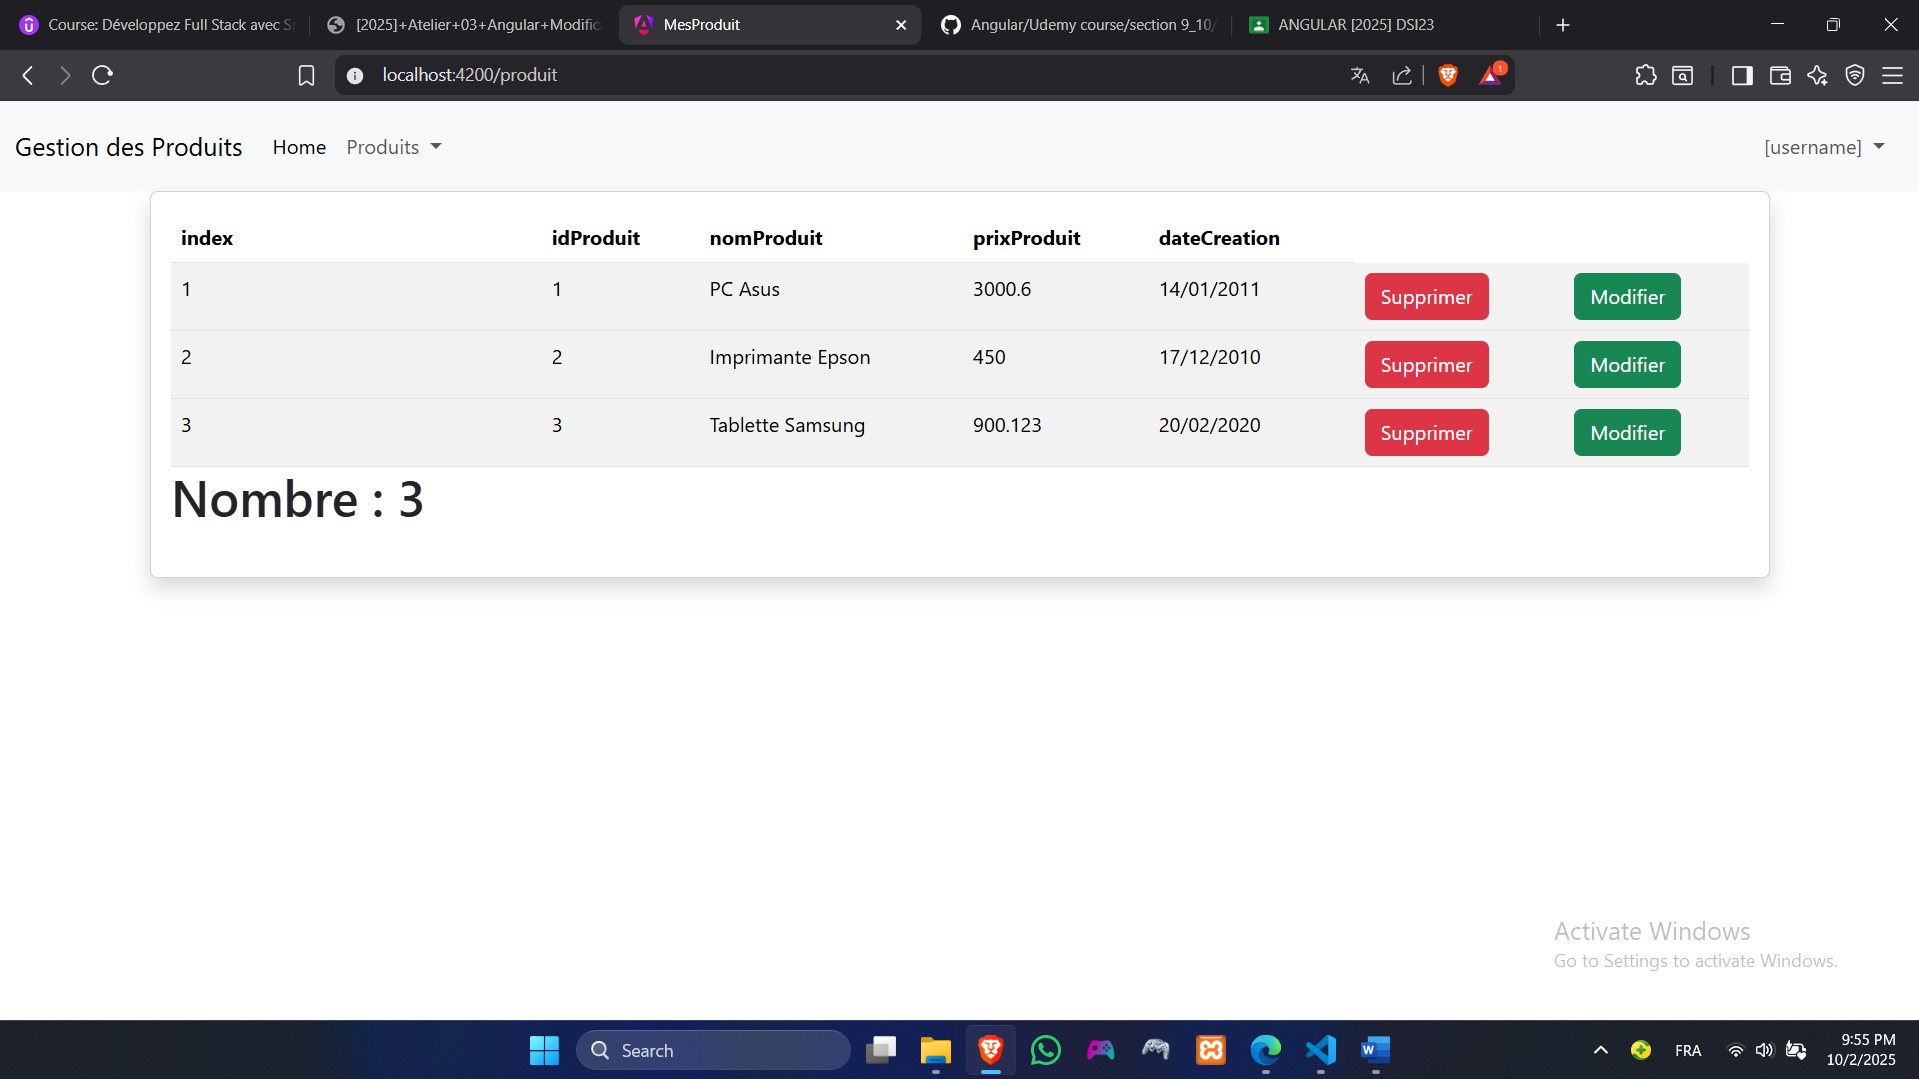 Course: Développez Full Stack avec S
[2025]+Atelier+03+Angular+Modific
MesProduit
Angular/Udemy course/section 9_10/
ANGULAR [2025] DSI23
localhost:4200/produit
1
Gestion des Produits Home Produits [username]
index idProduit nomProduit prixProduit dateCreation
1 1 PC Asus 3000.6 14/01/2011 Supprimer Modifier
2 2 Imprimante Epson 450 17/12/2010 Supprimer Modifier
3 3 Tablette Samsung 900.123 20/02/2020 Supprimer Modifier
Nombre : 3
Activate Windows
Go to Settings to activate Windows.
Search
FRA
9:55 PM
10/2/2025